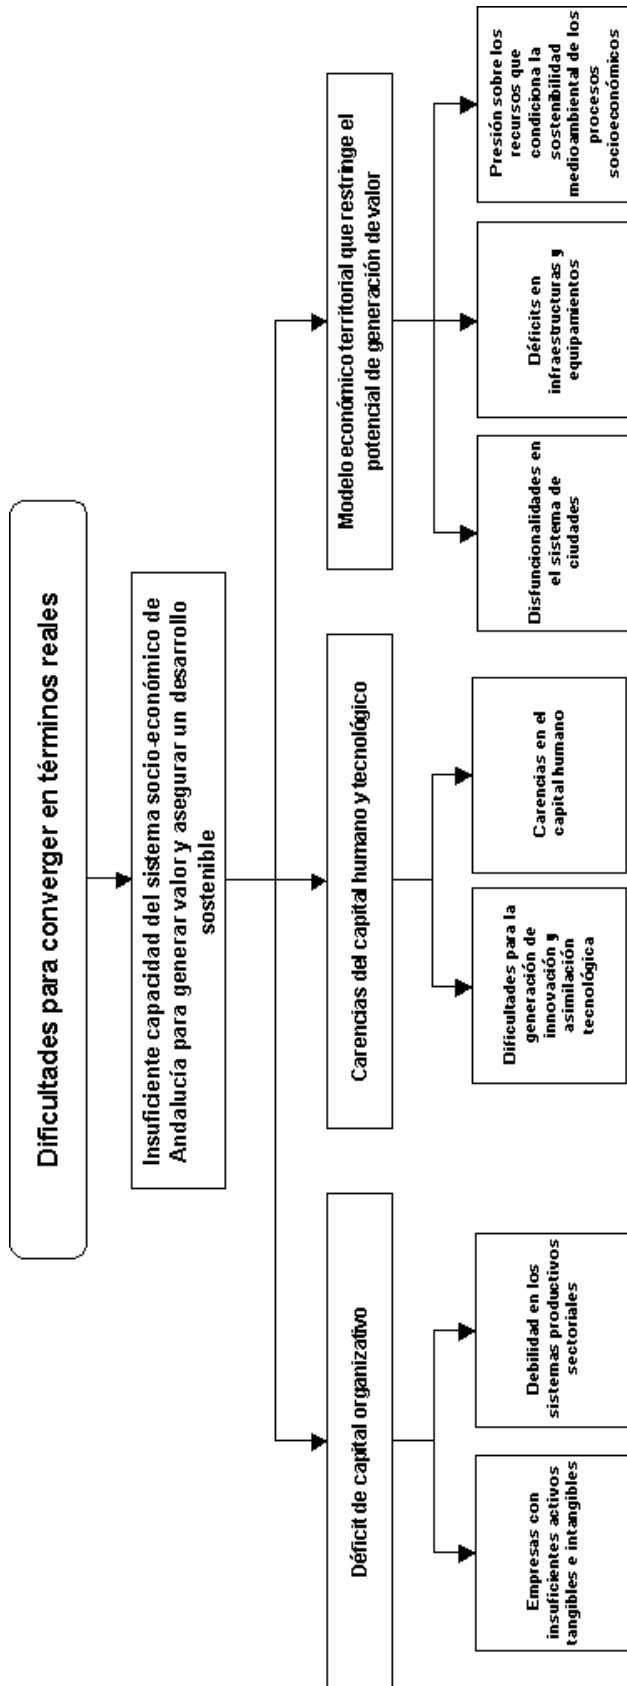 Dificultades para converger en términos reales
Insuficiente capacidad del sistema socio-económico de
Andalucía para generar valor y asegurar un desarrollo
sostenible
Déficit de capital organizativo
Carencias del capital humano y tecnológico
Modelo económico territorial que restringe el
potencial de generación de valor
Empresas con
insuficientes activos
tangibles e intangibles
Debilidad en los
sistemas productivos
sectoriales
Dificultades para la
generación de
innovación y
asimilación
tecnológica
Carencias en el
capital humano
Disfuncionalidades en
el sistema de
ciudades
Déficits en
infraestructuras y
equipamientos
Presión sobre los
recursos que
condiciona la
sostenibilidad
medioambiental de los
procesos
socioeconómicos